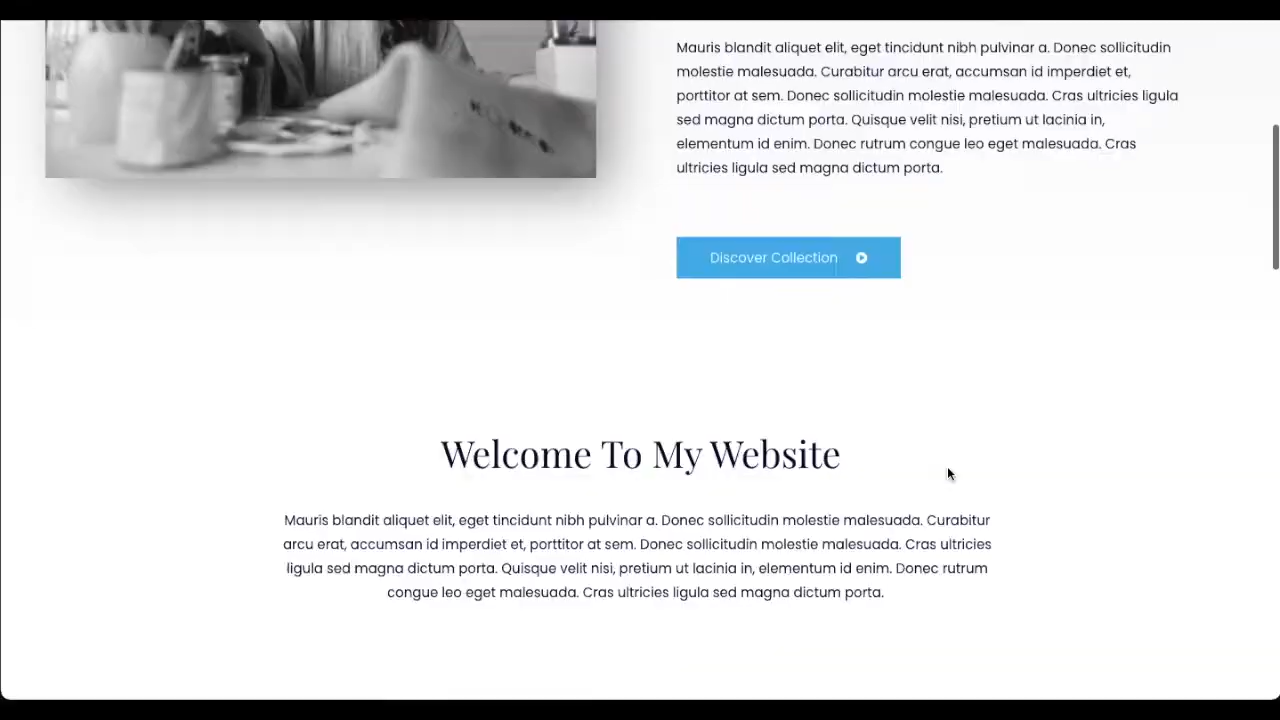 Mauris blandit aliquet elit, eget tincidunt nibh pulvinar a. Donec sollicitudin
molestie malesuada. Curabitur arcu erat, accumsan id imperdiet et,
porttitor at sem. Donec sollicitudin molestie malesuada. Cras ultricies ligula
sed magna dictum porta. Quisque velit nisi, pretium ut lacinia in,
elementum id enim. Donec rutrum congue leo eget malesuada. Cras
ultricies ligula sed magna dictum porta.
Discover Collection
Welcome To My Website
Mauris blandit aliquet elit, eget tincidunt nibh pulvinar a. Donec sollicitudin molestie malesuada. Curabitur
arcu erat, accumsan id imperdiet et, porttitor at sem. Donec sollicitudin molestie malesuada. Cras ultricies
ligula sed magna dictum porta. Quisque velit nisi, pretium ut lacinia in, elementum id enim. Donec rutrum
congue leo eget malesuada. Cras ultricies ligula sed magna dictum porta.